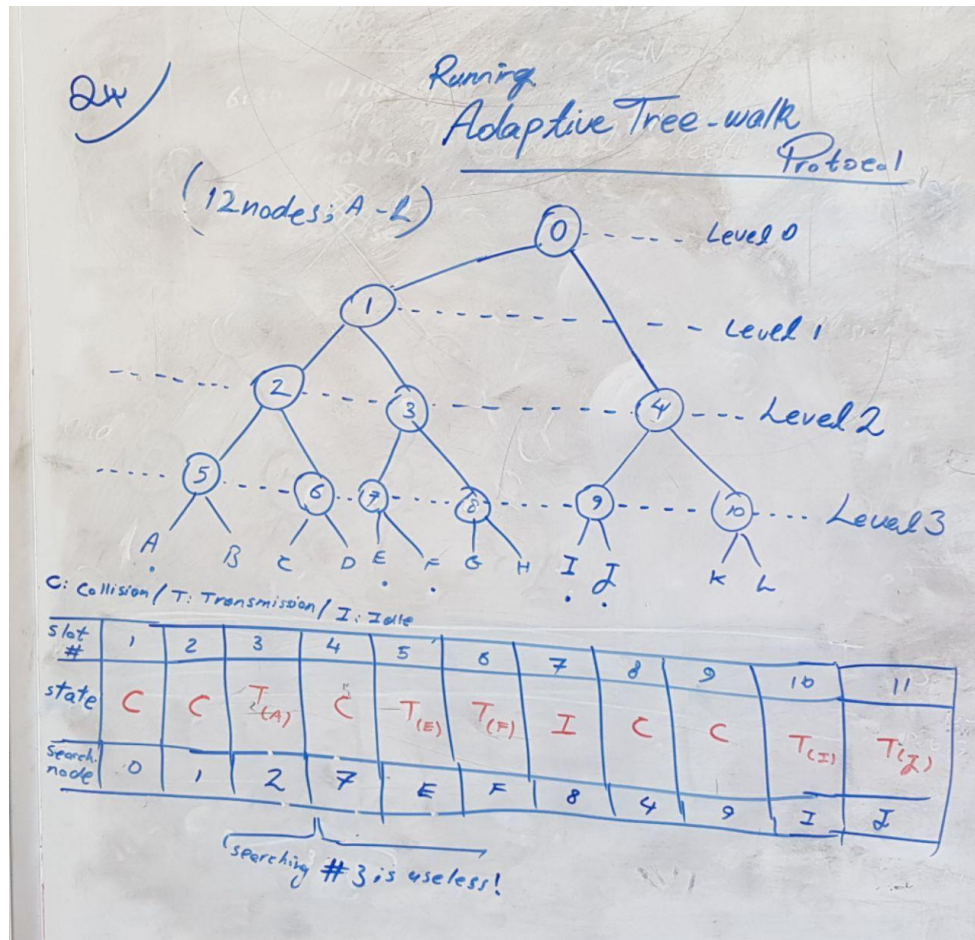 Q4)
Running
Adaptive Tree-walk
Protocol
(12 nodes; A-L)
0 ---- Level 0
1 ---- Level 1
2 3 4 --- Level 2
5 6 7 8 9 10 .... Level 3
A B C D E F G H I J K L
C: Collision / T: Transmission / I: Idle
slot # 1 2 3 4 5 6 7 8 9 10 11
state C C T(A) C T(E) T(F) I C C T(I) T(J)
Search. node 0 1 2 7 E F 8 4 9 I J
searching #3 is useless!